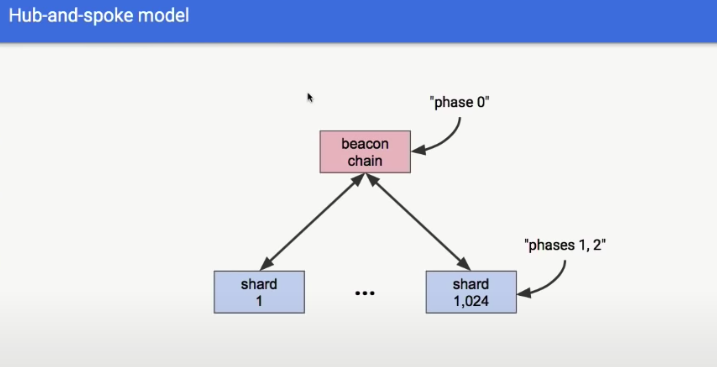 Hub-and-spoke model
"phase 0"
beacon
chain
"phases 1, 2"
shard
1
...
shard
1,024